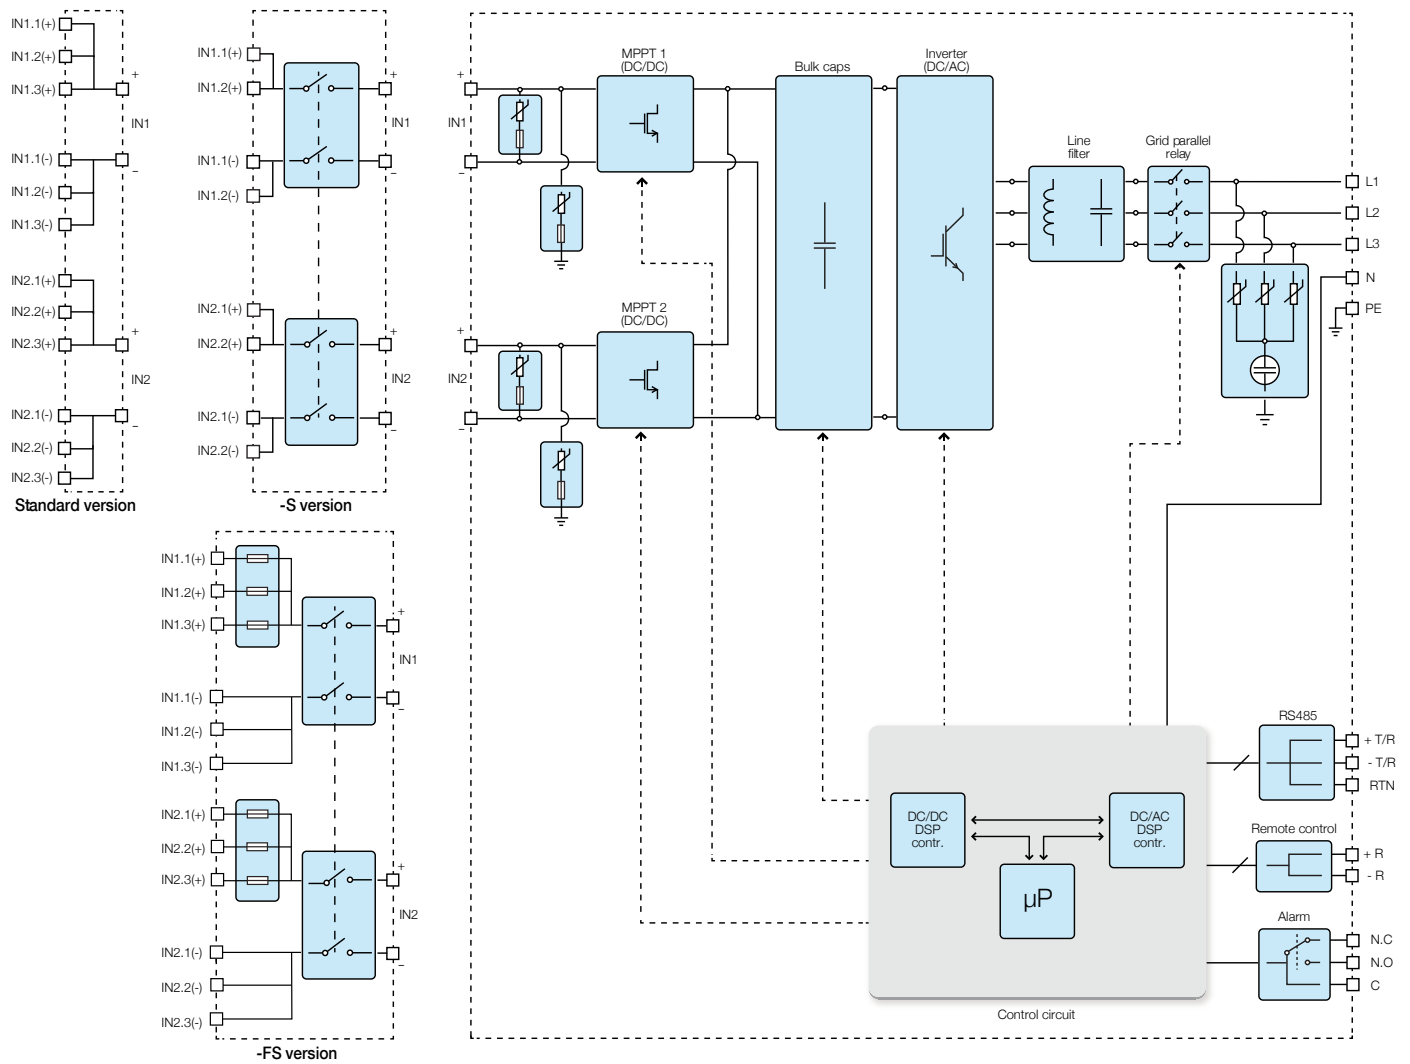 IN1.1(+)
IN1.2(+)
IN1.3(+)
+
IN1
IN1.1(-)
−
IN1.2(-)
IN1.3(-)
IN2.1(+)
IN2.2(+)
+
IN2.3(+)
IN2
IN2.1(-)
−
IN2.2(-)
IN2.3(-)
Standard version
IN1.1(+)
+
IN1.2(+)
IN1
IN1.1(-)
−
IN1.2(-)
IN2.1(+)
+
IN2.2(+)
IN2
IN2.1(-)
−
IN2.2(-)
-S version
IN1.1(+)
IN1.2(+)
+
IN1.3(+)
IN1
IN1.1(-)
−
IN1.2(-)
IN1.3(-)
IN2.1(+)
IN2.2(+)
+
IN2.3(+)
IN2
IN2.1(-)
−
IN2.2(-)
IN2.3(-)
-FS version
+
IN1
−
+
IN2
−
MPPT 1
(DC/DC)
MPPT 2
(DC/DC)
Bulk caps
Inverter
(DC/AC)
Line
filter
Grid parallel
relay
L1
L2
L3
N
PE
DC/DC
DSP
contr.
DC/AC
DSP
contr.
µP
Control circuit
RS485
+ T/R
- T/R
RTN
Remote control
+ R
- R
Alarm
N.C
N.O
C